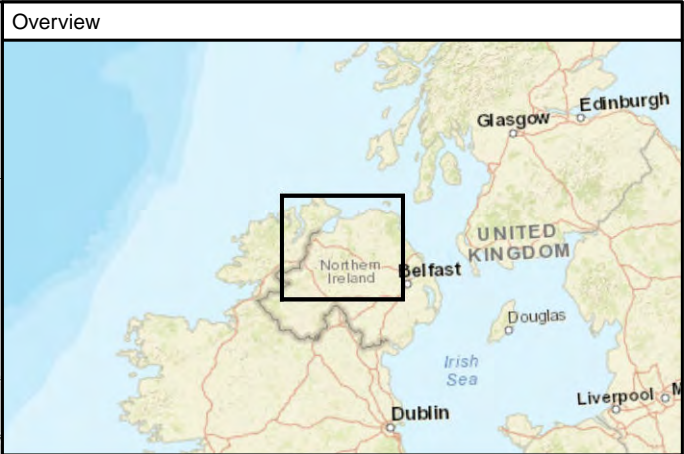 Overview
Edinburgh
Glasgow
UNITED
KINGDOM
Northern
Ireland
Belfast
Douglas
Irish
Sea
Liverpool
M
Dublin